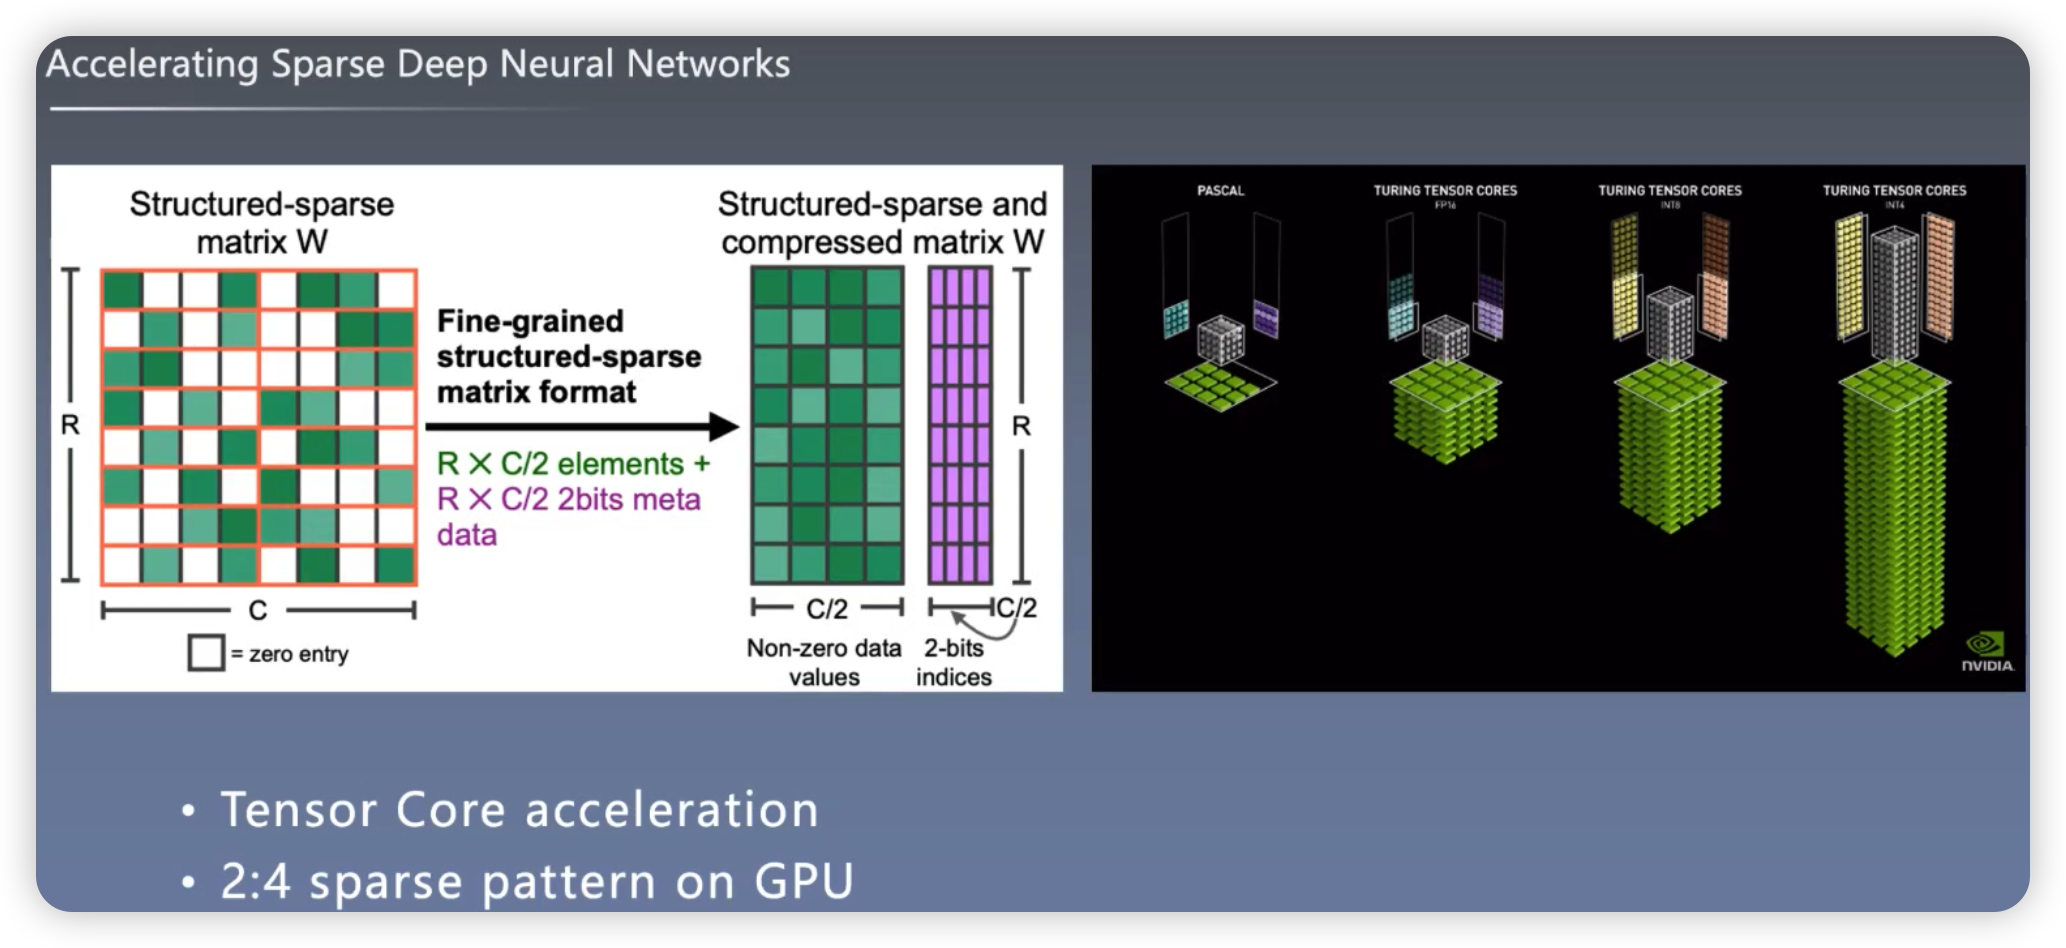 Accelerating Sparse Deep Neural Networks
Structured-sparse
matrix W
R
C
= zero entry
Fine-grained
structured-sparse
matrix format
R X C/2 elements +
R X C/2 2bits meta
data
Structured-sparse and
compressed matrix W
R
C/2
C/2
Non-zero data
values
2-bits
indices
PASCAL
TURING TENSOR CORES
FP16
TURING TENSOR CORES
INT8
TURING TENSOR CORES
INT4
NVIDIA
• Tensor Core acceleration
• 2:4 sparse pattern on GPU